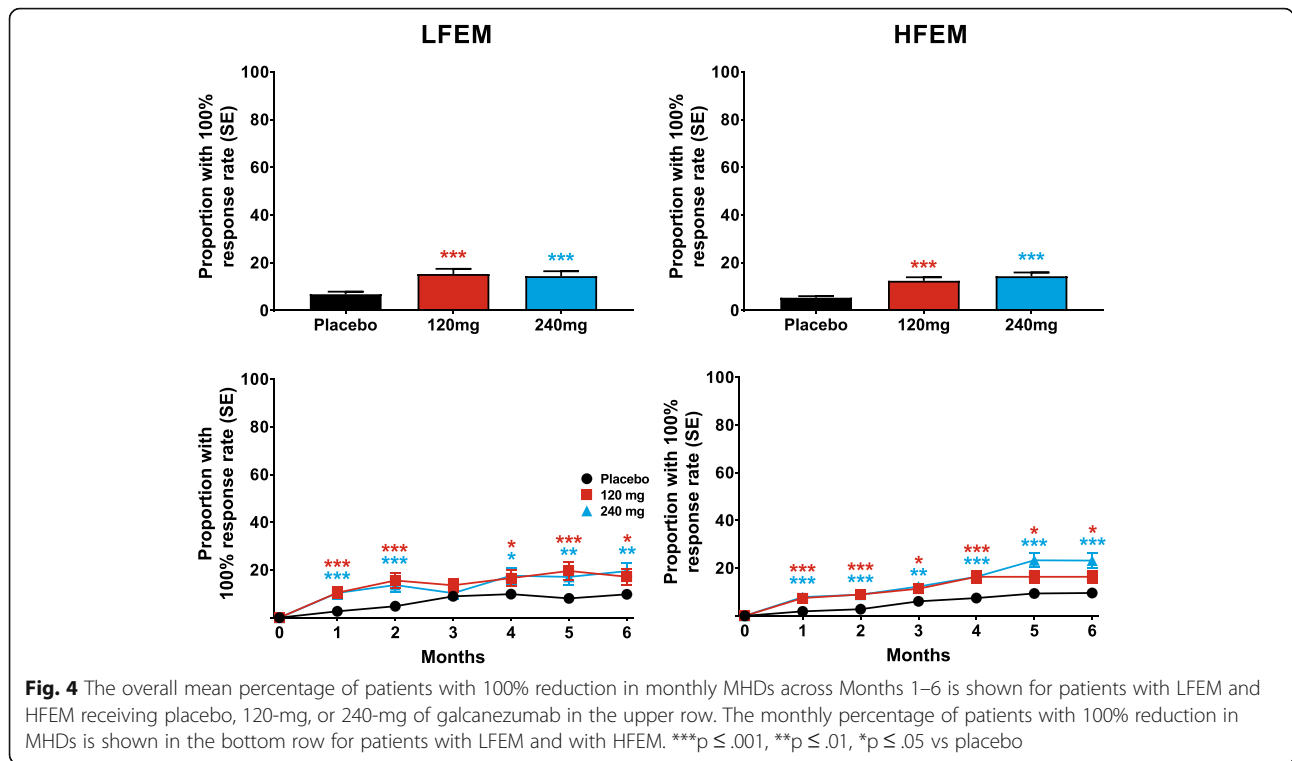 LFEM
HFEM
Proportion with 100%
response rate (SE)
100
80
60
40
20
0
***
***
Placebo
120mg
240mg
Proportion with 100%
response rate (SE)
100
80
60
40
20
0
***
***
Placebo
120mg
240mg
Proportion with
100% response rate (SE)
100
80
60
40
20
Placebo
120 mg
240 mg
***
***
***
***
*
*
***
**
*
**
0
1
2
3
4
5
6
Months
Proportion with 100%
response rate (SE)
100
80
60
40
20
***
***
***
***
*
**
***
***
*
***
*
***
0
1
2
3
4
5
6
Months
Fig. 4 The overall mean percentage of patients with 100% reduction in monthly MHDs across Months 1–6 is shown for patients with LFEM and
HFEM receiving placebo, 120-mg, or 240-mg of galcanezumab in the upper row. The monthly percentage of patients with 100% reduction in
MHDs is shown in the bottom row for patients with LFEM and with HFEM. ***p ≤ .001, **p ≤ .01, *p ≤ .05 vs placebo